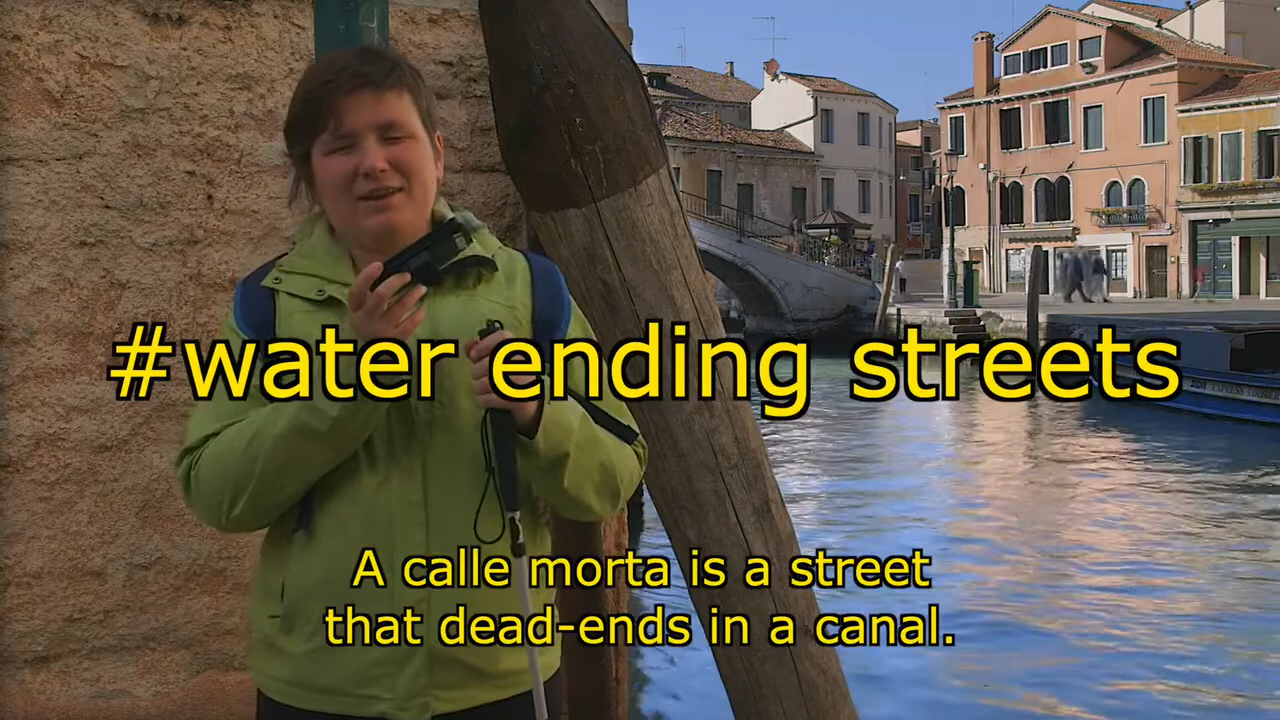 #water ending streets
A calle morta is a street
that dead-ends in a canal.